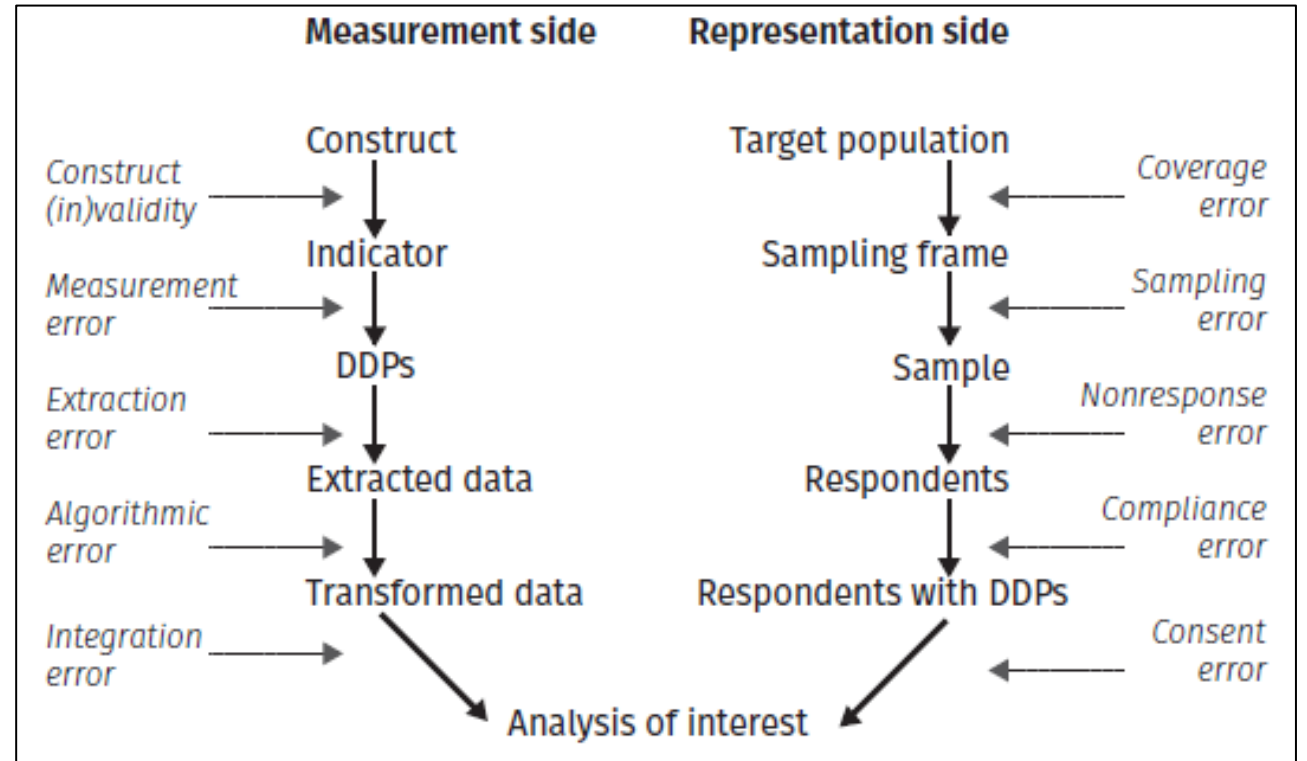 Measurement side Representation side
Construct Target population
Construct
(in)validity
Coverage
error
Indicator Sampling frame
Measurement
error
Sampling
error
DDPs Sample
Extraction
error
Nonresponse
error
Extracted data Respondents
Algorithmic
error
Compliance
error
Transformed data Respondents with DDPs
Integration
error
Consent
error
Analysis of interest